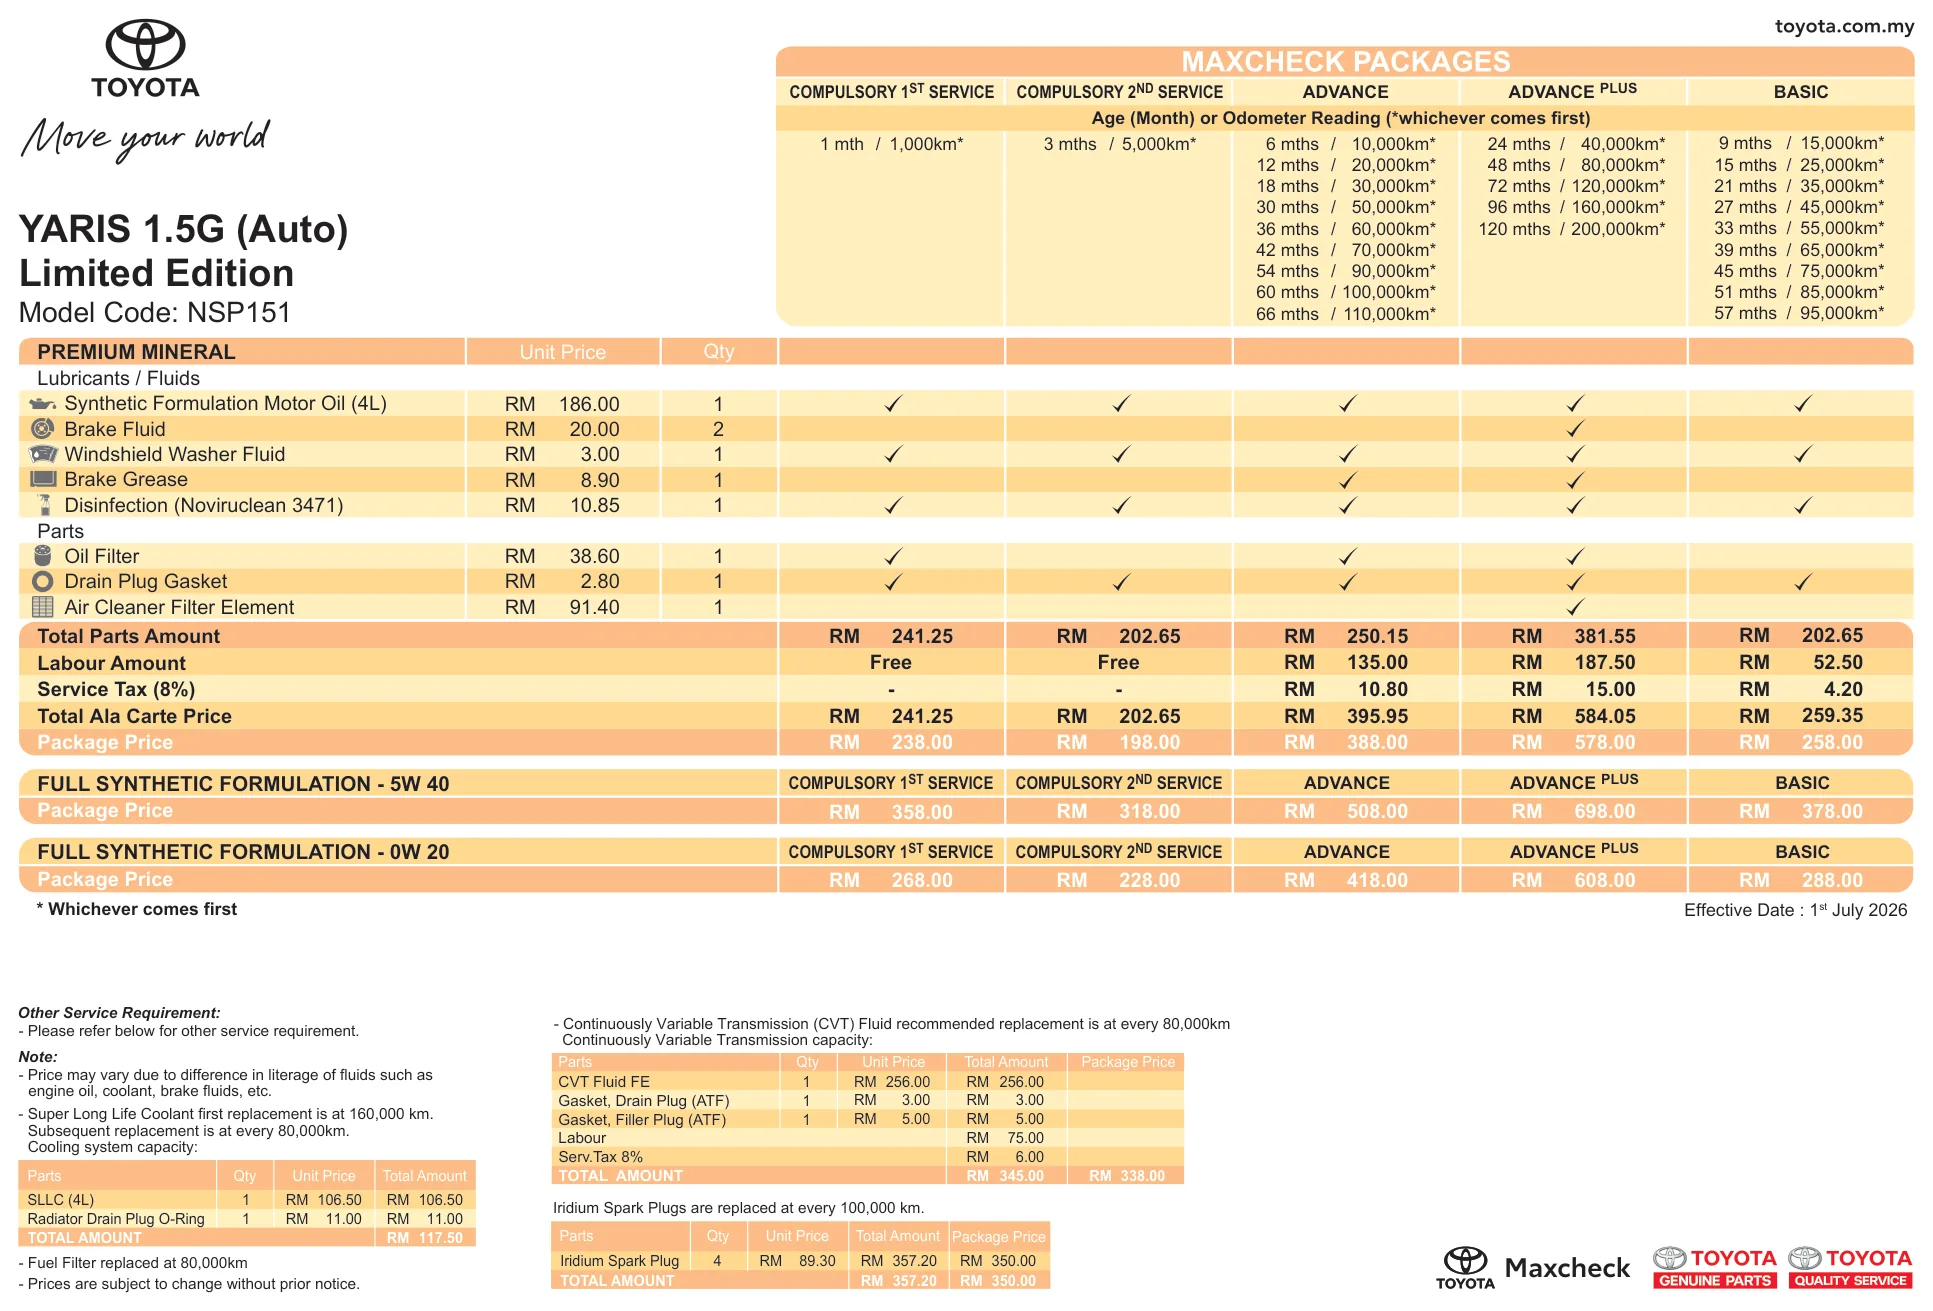 toyota.com.my
TOYOTA
Move your world
YARIS 1.5G (Auto)
Limited Edition
Model Code: NSP151
MAXCHECK PACKAGES
COMPULSORY 1ST SERVICE COMPULSORY 2ND SERVICE ADVANCE ADVANCE PLUS BASIC
Age (Month) or Odometer Reading (*whichever comes first)
1 mth / 1,000km* 3 mths / 5,000km* 6 mths / 10,000km* 24 mths / 40,000km* 9 mths / 15,000km*
12 mths / 20,000km* 48 mths / 80,000km* 15 mths / 25,000km*
18 mths / 30,000km* 72 mths / 120,000km* 21 mths / 35,000km*
30 mths / 50,000km* 96 mths / 160,000km* 27 mths / 45,000km*
36 mths / 60,000km* 120 mths / 200,000km* 33 mths / 55,000km*
42 mths / 70,000km* 39 mths / 65,000km*
54 mths / 90,000km* 45 mths / 75,000km*
60 mths / 100,000km* 51 mths / 85,000km*
66 mths / 110,000km* 57 mths / 95,000km*
PREMIUM MINERAL Unit Price Qty
Lubricants / Fluids
Synthetic Formulation Motor Oil (4L) RM 186.00 1 ✓ ✓ ✓ ✓ ✓
Brake Fluid RM 20.00 2 ✓
Windshield Washer Fluid RM 3.00 1 ✓ ✓ ✓ ✓ ✓
Brake Grease RM 8.90 1 ✓ ✓
Disinfection (Noviruclean 3471) RM 10.85 1 ✓ ✓ ✓ ✓ ✓
Parts
Oil Filter RM 38.60 1 ✓ ✓ ✓
Drain Plug Gasket RM 2.80 1 ✓ ✓ ✓ ✓ ✓
Air Cleaner Filter Element RM 91.40 1 ✓
Total Parts Amount RM 241.25 RM 202.65 RM 250.15 RM 381.55 RM 202.65
Labour Amount Free Free RM 135.00 RM 187.50 RM 52.50
Service Tax (8%) - - RM 10.80 RM 15.00 RM 4.20
Total Ala Carte Price RM 241.25 RM 202.65 RM 395.95 RM 584.05 RM 259.35
Package Price RM 238.00 RM 198.00 RM 388.00 RM 578.00 RM 258.00
FULL SYNTHETIC FORMULATION - 5W 40 COMPULSORY 1ST SERVICE COMPULSORY 2ND SERVICE ADVANCE ADVANCE PLUS BASIC
Package Price RM 358.00 RM 318.00 RM 508.00 RM 698.00 RM 378.00
FULL SYNTHETIC FORMULATION - 0W 20 COMPULSORY 1ST SERVICE COMPULSORY 2ND SERVICE ADVANCE ADVANCE PLUS BASIC
Package Price RM 268.00 RM 228.00 RM 418.00 RM 608.00 RM 288.00
* Whichever comes first
Effective Date : 1st July 2026
Other Service Requirement:
- Please refer below for other service requirement.
Note:
- Price may vary due to difference in literage of fluids such as
engine oil, coolant, brake fluids, etc.
- Super Long Life Coolant first replacement is at 160,000 km.
Subsequent replacement is at every 80,000km.
Cooling system capacity:
Parts Qty Unit Price Total Amount
SLLC (4L) 1 RM 106.50 RM 106.50
Radiator Drain Plug O-Ring 1 RM 11.00 RM 11.00
TOTAL AMOUNT RM 117.50
- Fuel Filter replaced at 80,000km
- Prices are subject to change without prior notice.
- Continuously Variable Transmission (CVT) Fluid recommended replacement is at every 80,000km
Continuously Variable Transmission capacity:
Parts Qty Unit Price Total Amount Package Price
CVT Fluid FE 1 RM 256.00 RM 256.00
Gasket, Drain Plug (ATF) 1 RM 3.00 RM 3.00
Gasket, Filler Plug (ATF) 1 RM 5.00 RM 5.00
Labour RM 75.00
Serv.Tax 8% RM 6.00
TOTAL AMOUNT RM 345.00 RM 338.00
Iridium Spark Plugs are replaced at every 100,000 km.
Parts Qty Unit Price Total Amount Package Price
Iridium Spark Plug 4 RM 89.30 RM 357.20 RM 350.00
TOTAL AMOUNT RM 357.20 RM 350.00
TOYOTA Maxcheck
TOYOTA GENUINE PARTS
TOYOTA QUALITY SERVICE